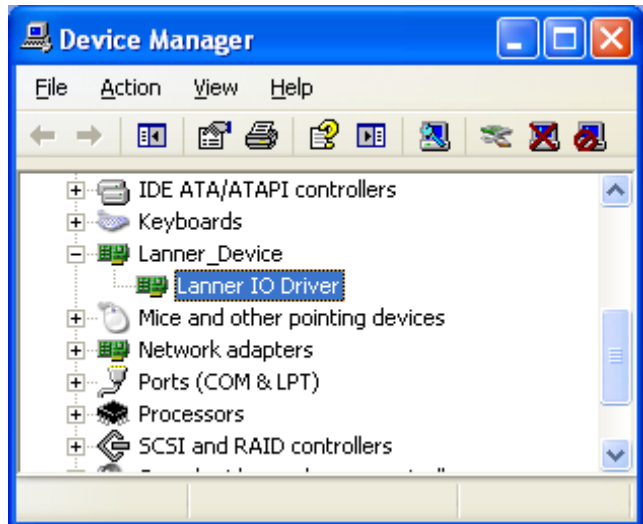 Device Manager
File Action View Help
IDE ATA/ATAPI controllers
Keyboards
Lanner_Device
Lanner IO Driver
Mice and other pointing devices
Network adapters
Ports (COM & LPT)
Processors
SCSI and RAID controllers